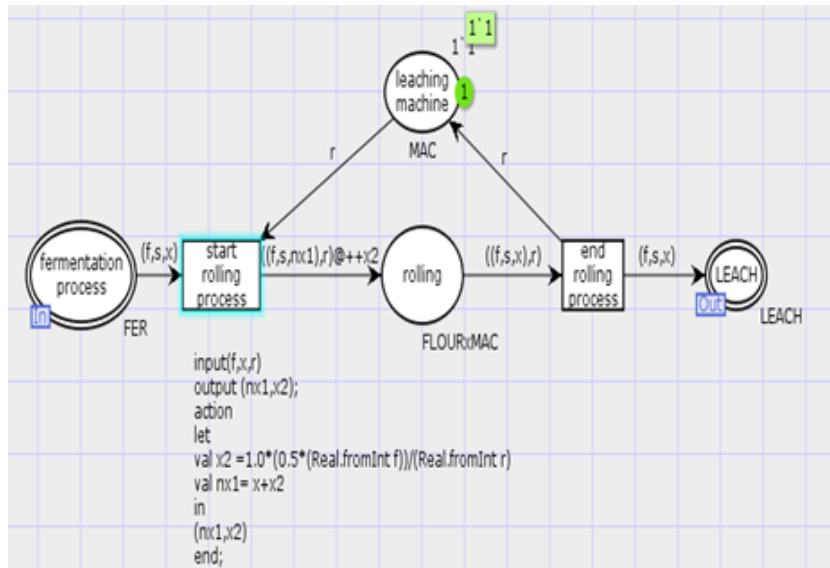 1`1
1`1
leaching
machine
1
MAC
r
r
fermentation
process
In
FER
(f,s,x)
start
rolling
process
((f,s,nx1),r)@++x2
rolling
FLOURxMAC
((f,s,x),r)
end
rolling
process
(f,s,x)
LEACH
Out
LEACH
input(f,x,r)
output (nx1,x2);
action
let
val x2 =1.0*(0.5*(Real.fromInt f))/(Real.fromInt r)
val nx1= x+x2
in
(nx1,x2)
end;